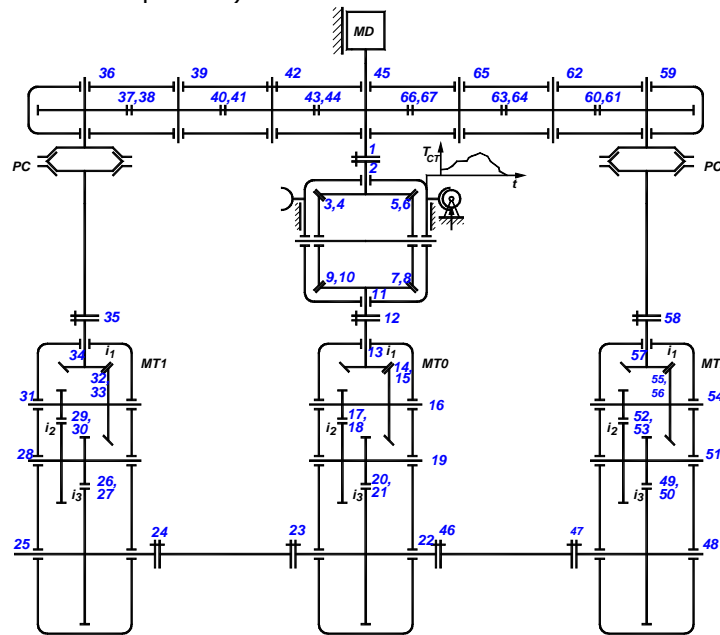 MD
36 39 42 45 65 62 59
37,38 40,41 43,44 66,67 63,64 60,61
PC 1 T_CT PC
2 t
3,4 5,6
9,10 7,8
11
35 12 58
34 i1 MT1 13 i1 MT0 57 i1 MT
32, 33 14, 15 55, 56
31 16 54
29, 30 17, 18 52, 53
i2 i2 i2
28 19 51
26, 27 20, 21 49, 50
i3 i3 i3
24 23 46 47
25 22 48